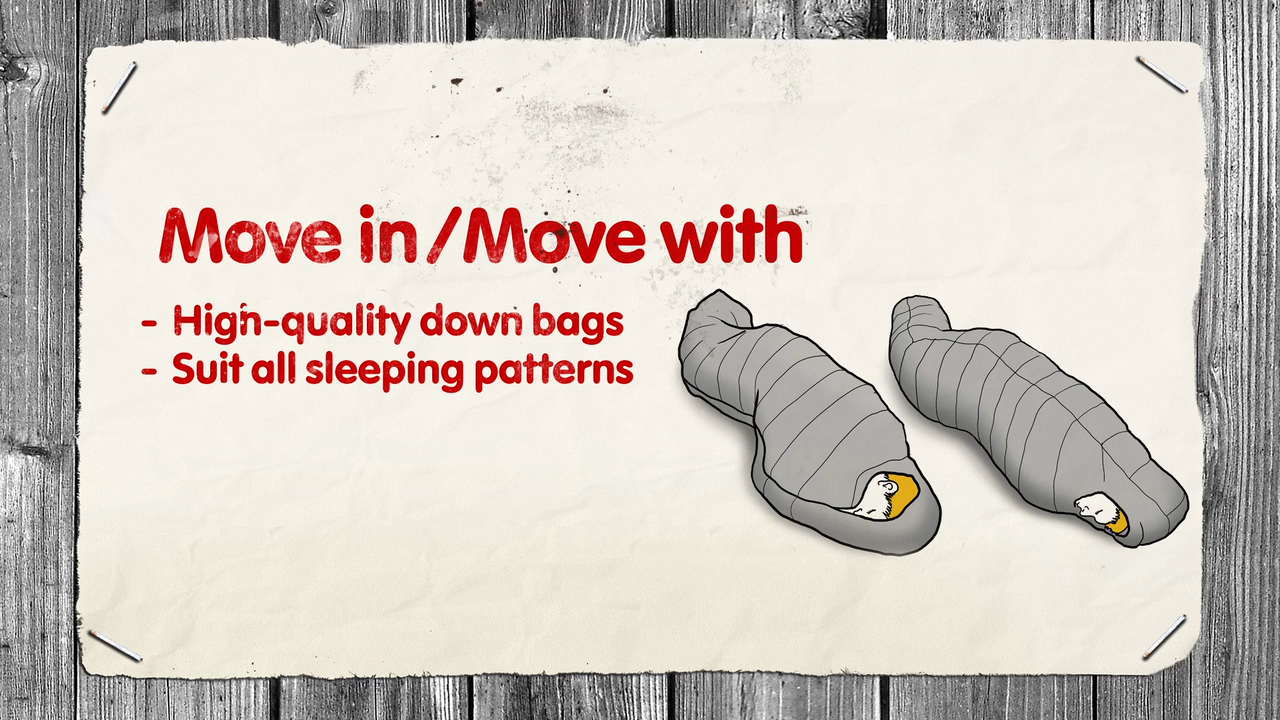 Move in/Move with
- High-quality down bags
- Suit all sleeping patterns